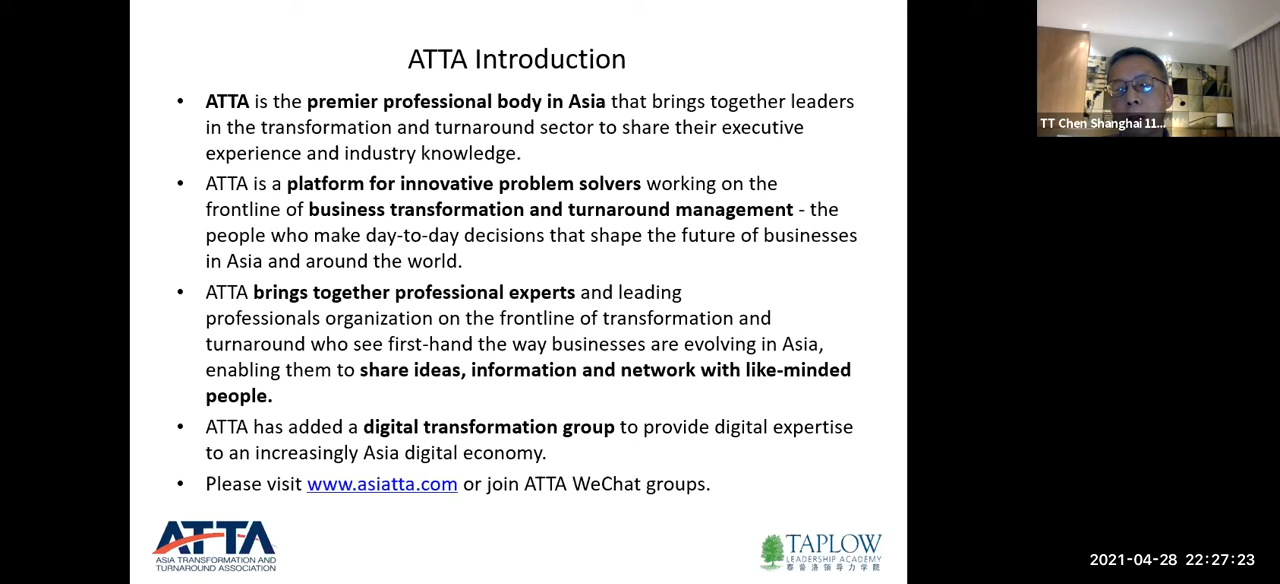 ATTA Introduction
• ATTA is the premier professional body in Asia that brings together leaders
in the transformation and turnaround sector to share their executive
experience and industry knowledge.
• ATTA is a platform for innovative problem solvers working on the
frontline of business transformation and turnaround management - the
people who make day-to-day decisions that shape the future of businesses
in Asia and around the world.
• ATTA brings together professional experts and leading
professionals organization on the frontline of transformation and
turnaround who see first-hand the way businesses are evolving in Asia,
enabling them to share ideas, information and network with like-minded
people.
• ATTA has added a digital transformation group to provide digital expertise
to an increasingly Asia digital economy.
• Please visit www.asiatta.com or join ATTA WeChat groups.
ATTA
ASIA TRANSFORMATION AND
TURNAROUND ASSOCIATION
TAPLOW
LEADERSHIP ACADEMY
泰普洛领导力学院
TT Chen Shanghai 11...
2021-04-28 22:27:23